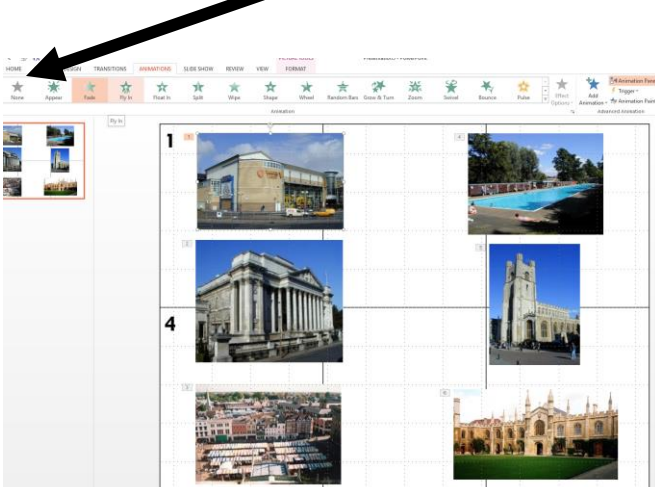 HOME
TRANSITIONS
ANIMATIONS
SLIDE SHOW
REVIEW
VIEW
FORMAT
None
Appear
Fade
Fly In
Float In
Split
Wipe
Shape
Wheel
Random Bars
Grow & Turn
Zoom
Swivel
Bounce
Pulse
Effect
Options
Add
Animation
Animation Pane
Trigger
Animation Pain
Animation
Advanced Animation
Fly In
1
4